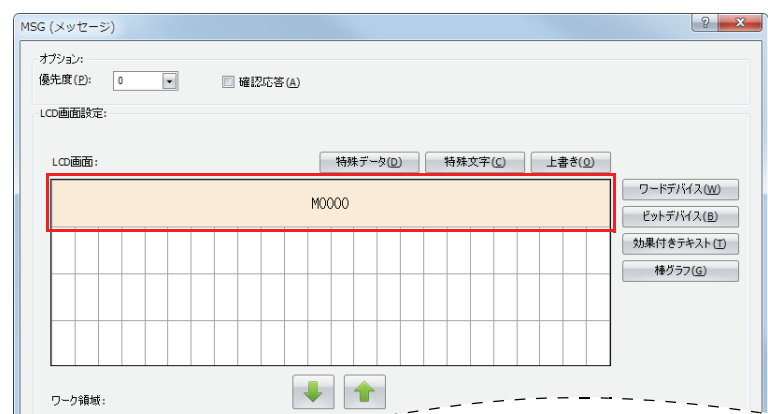 MSG (メッセージ)
オプション:
優先度(P): 0 確認応答(A)
LCD画面設定:
LCD画面: 特殊データ(D) 特殊文字(C) 上書き(O)
ワードデバイス(W)
M0000
ビットデバイス(B)
効果付きテキスト(T)
棒グラフ(G)
ワーク領域: